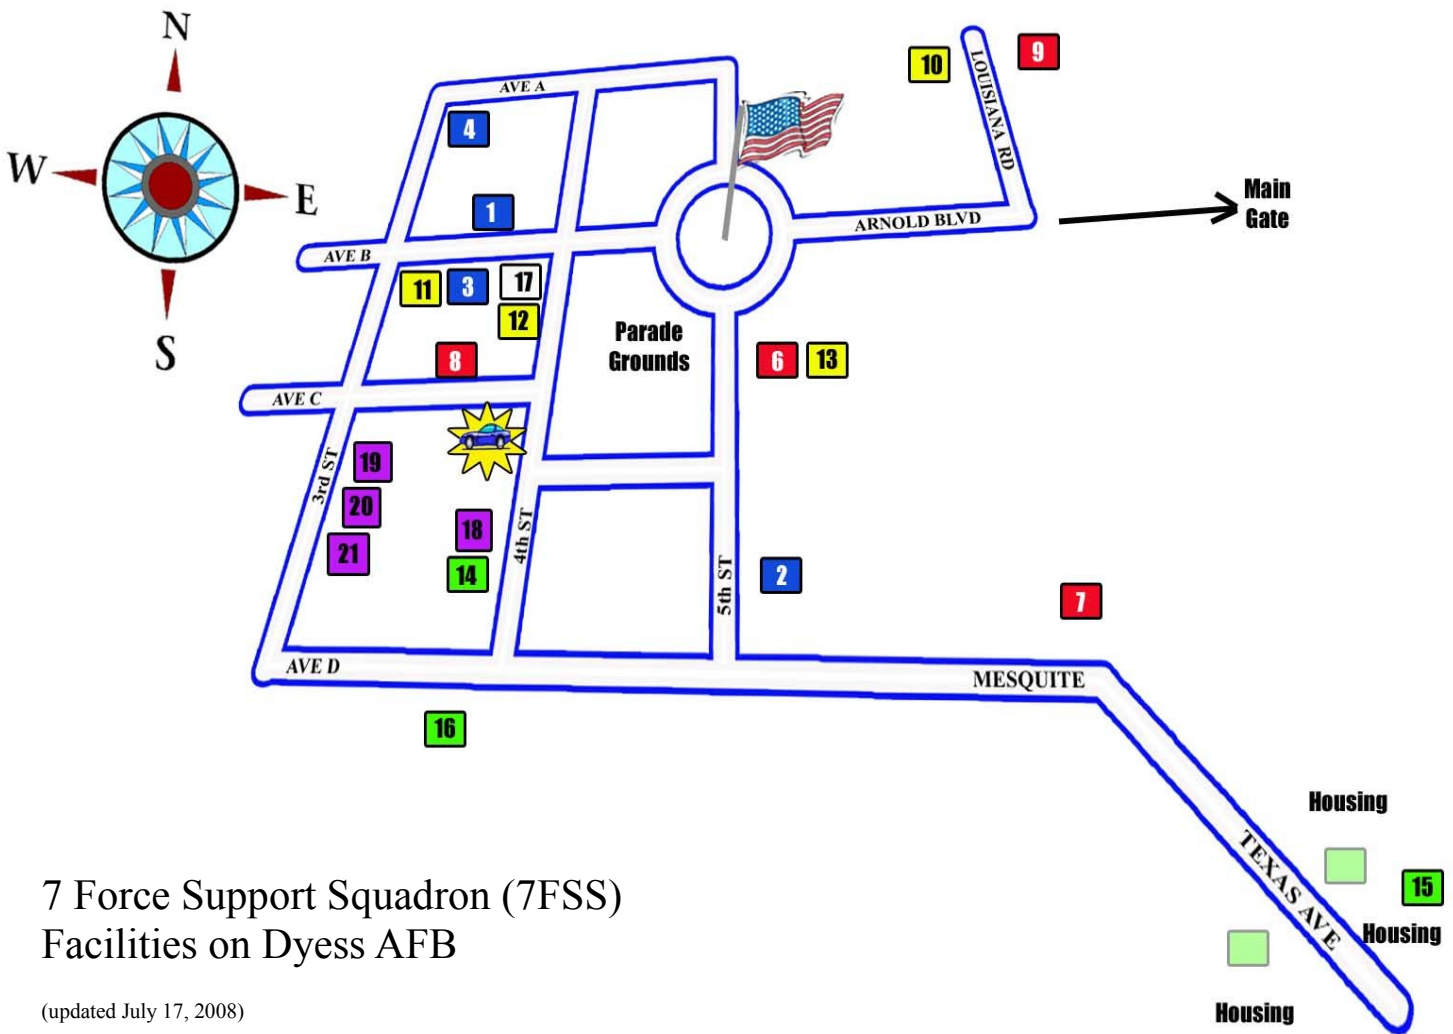 N
W
E
S
AVE A
4
1
10
9
LOUISIANA RD
Main
Gate
ARNOLD BLVD
AVE B
11
3
17
12
8
Parade
Grounds
6
13
AVE C
19
20
21
3rd ST
18
14
4th ST
5th ST
2
7
AVE D
MESQUITE
16
Housing
TEXAS AVE
15
Housing
Housing
7 Force Support Squadron (7FSS)
Facilities on Dyess AFB
(updated July 17, 2008)